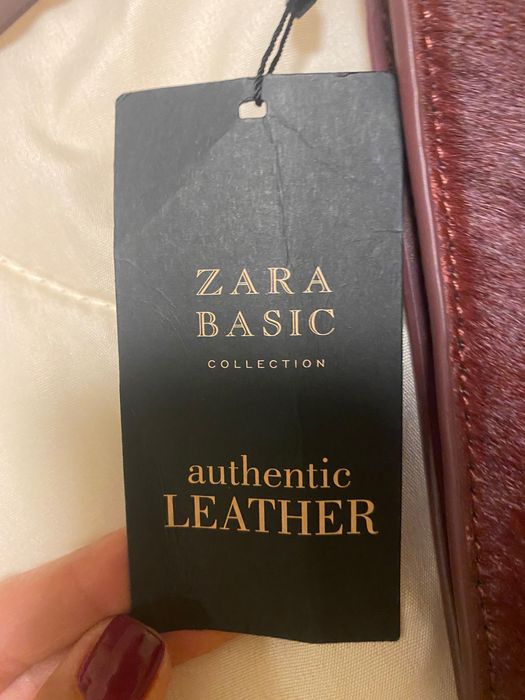 ZARA
BASIC
COLLECTION
authentic
LEATHER